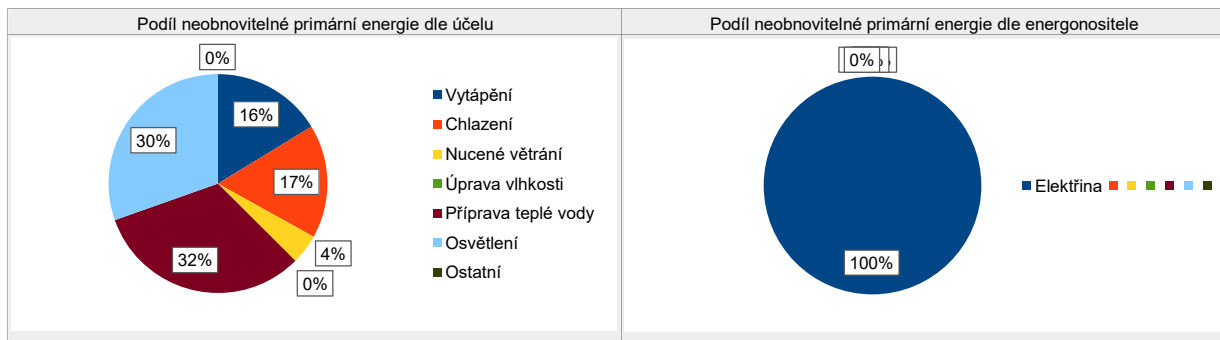 Podíl neobnovitelné primární energie dle účelu
0%
16%
17%
4%
0%
32%
30%
Vytápění
Chlazení
Nucené větrání
Úprava vlhkosti
Příprava teplé vody
Osvětlení
Ostatní
Podíl neobnovitelné primární energie dle energonositele
0%
100%
Elektřina